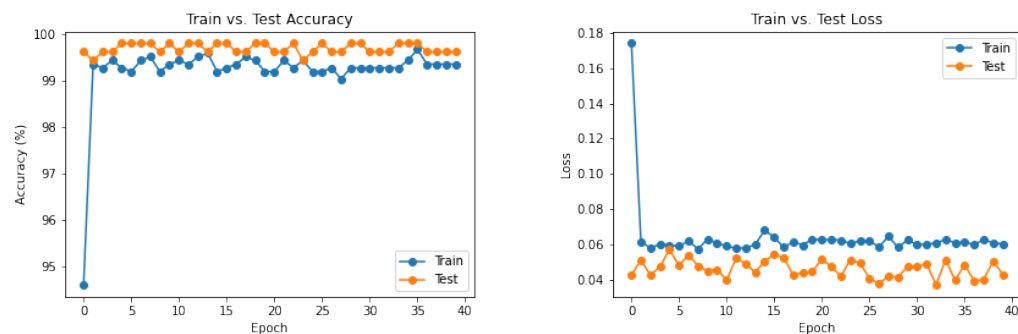 Train vs. Test Accuracy
100
99
98
97
96
95
Accuracy (%)
0 5 10 15 20 25 30 35 40
Epoch
Train
Test
Train vs. Test Loss
0.18
0.16
0.14
0.12
0.10
0.08
0.06
0.04
Loss
0 5 10 15 20 25 30 35 40
Epoch
Train
Test